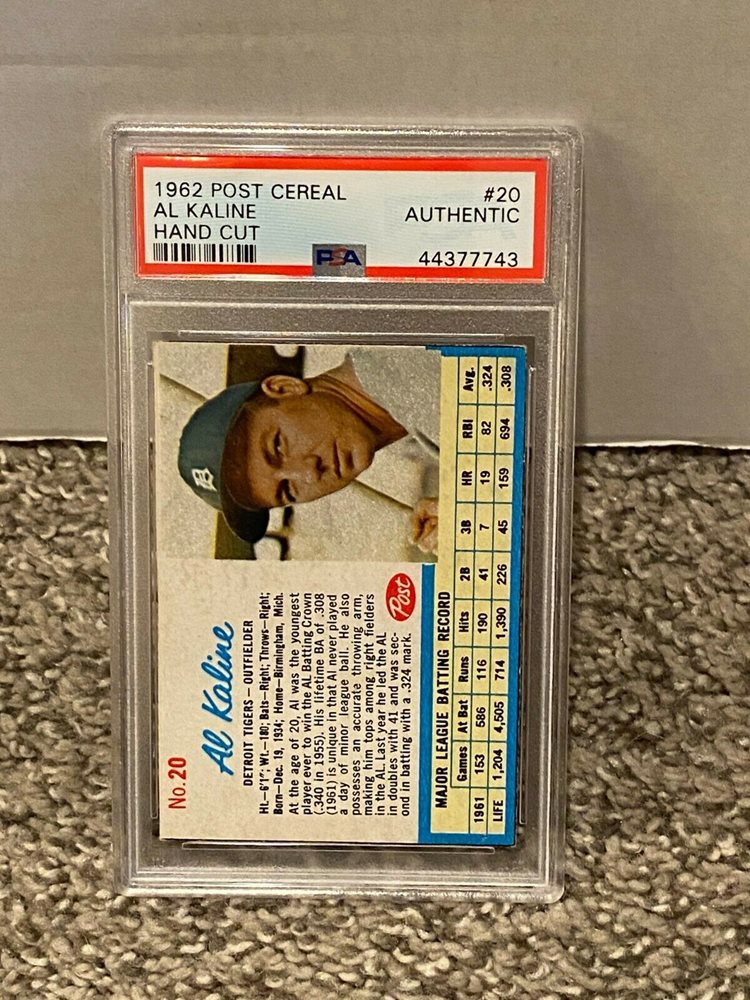 1962 POST CEREAL #20
AL KALINE AUTHENTIC
HAND CUT
PSA 44377743
No. 20
Al Kaline
DETROIT TIGERS — OUTFIELDER
Ht.—6'1"; Wt.—180; Bats—Right; Throws—Right;
Born—Dec. 19, 1934; Home—Birmingham, Mich.
At the age of 20, Al was the youngest
player ever to win the AL Batting Crown
(.340 in 1955). His lifetime BA of .308
(1961) is unique in that Al never played
a day of minor league ball. He also
possesses an accurate throwing arm,
making him tops among right fielders
in the AL. Last year he led the AL
in doubles with 41 and was sec-
ond in batting with a .324 mark.
Post
MAJOR LEAGUE BATTING RECORD
Games At Bat Runs Hits 2B 3B HR RBI Avg.
1961 153 586 116 190 41 7 19 82 .324
LIFE 1,204 4,505 714 1,390 226 45 159 694 .308